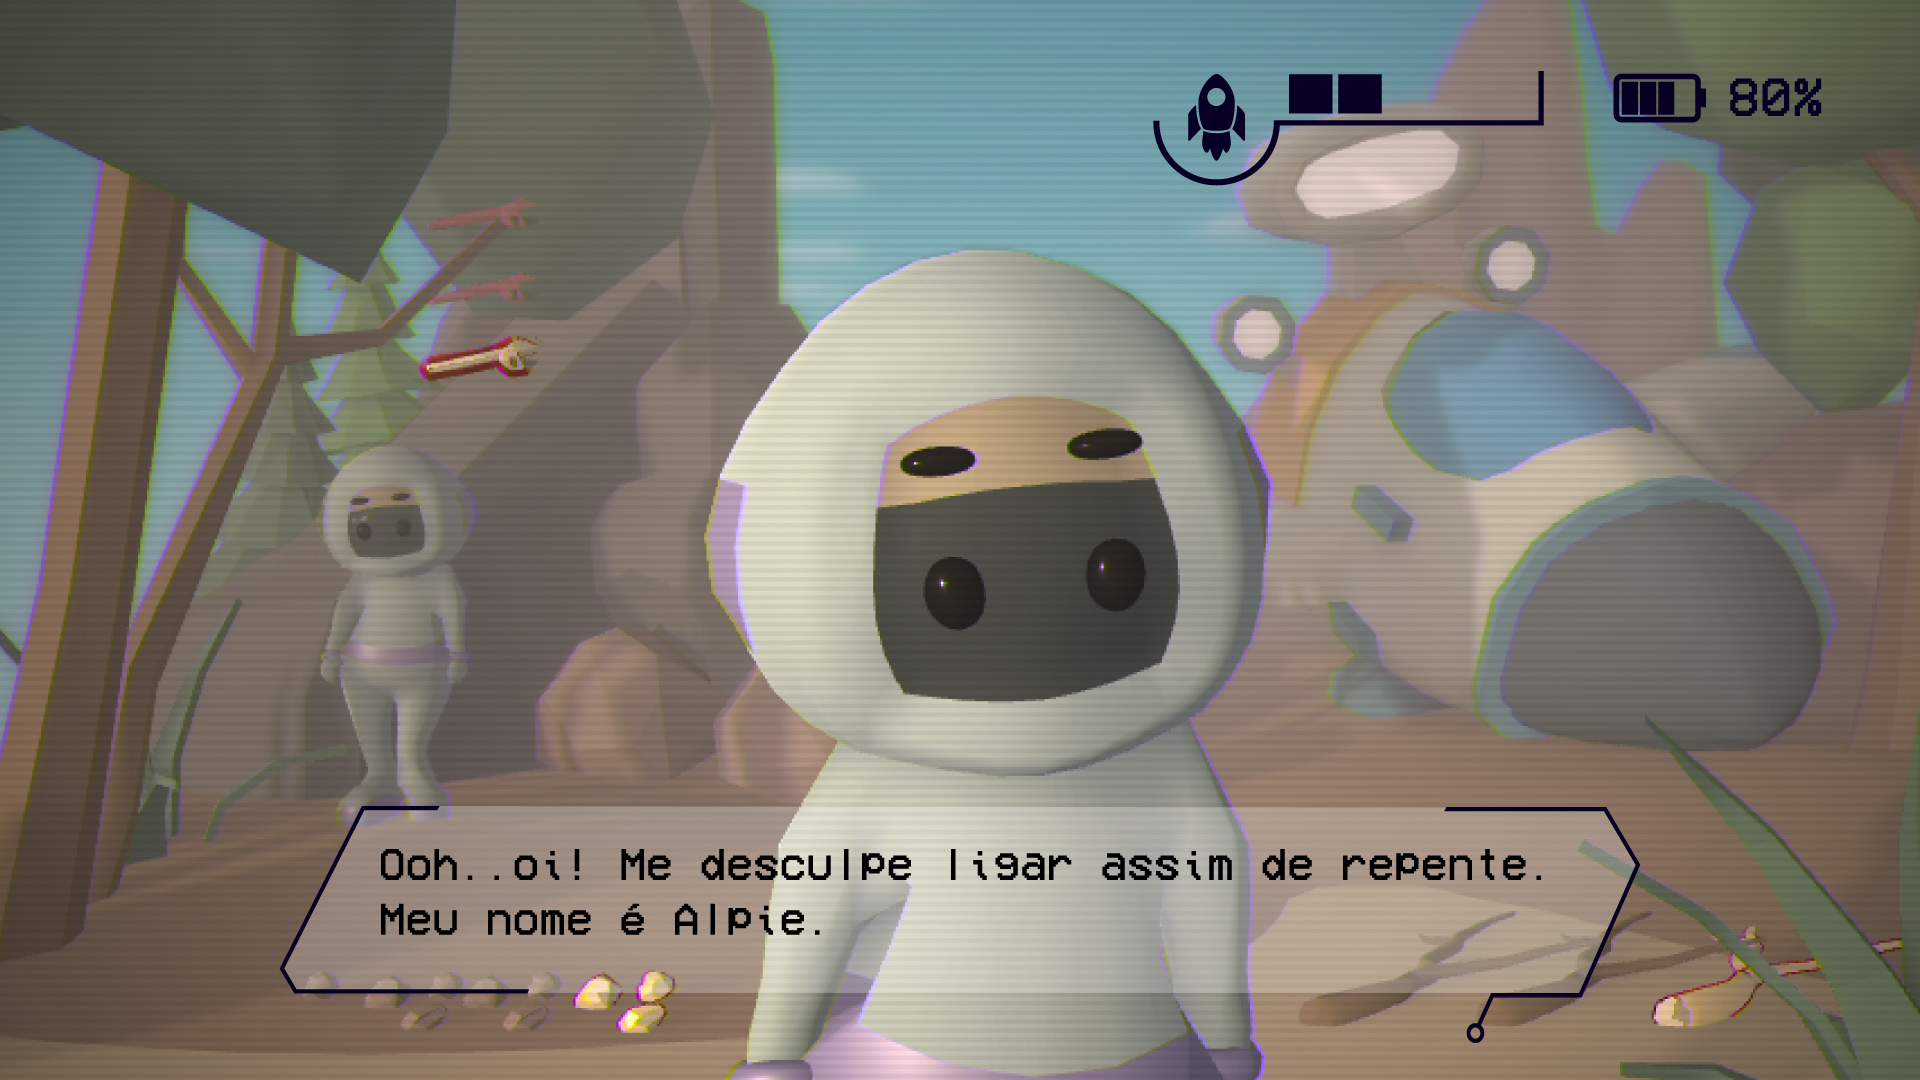 80%
Ooh..oi! Me desculpe ligar assim de repente.
Meu nome é Alpie.